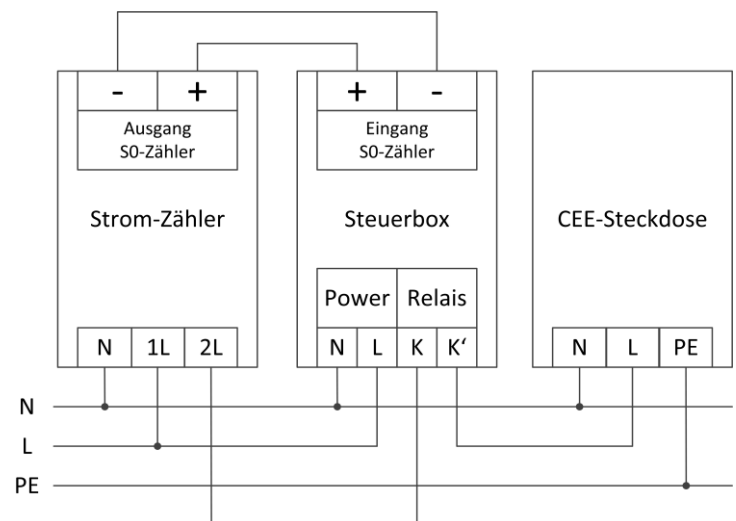 - +
Ausgang
S0-Zähler
Strom-Zähler
N 1L 2L
+ -
Eingang
S0-Zähler
Steuerbox
Power Relais
N L K K‘
CEE-Steckdose
N L PE
N
L
PE